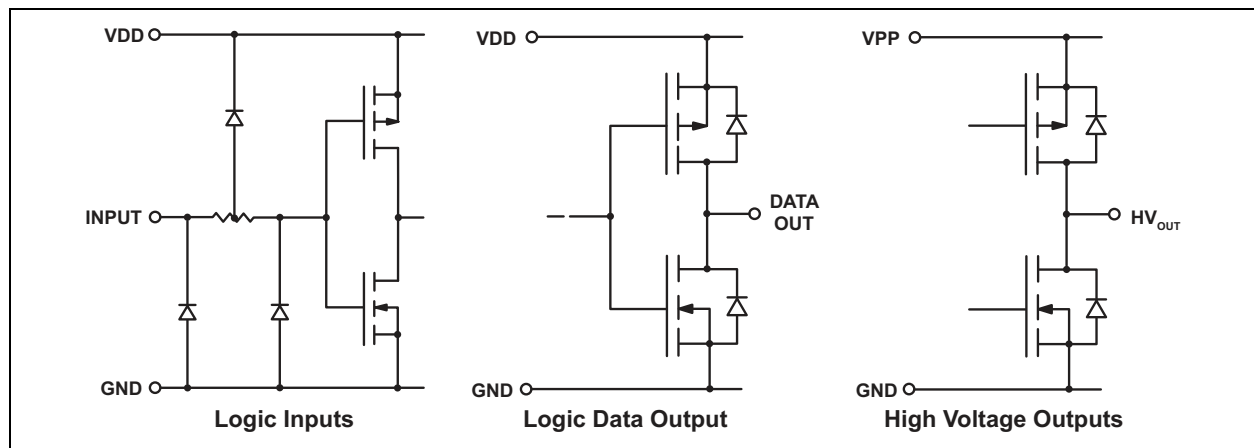 VDD
INPUT
GND
Logic Inputs
VDD
DATA
OUT
GND
Logic Data Output
VPP
HVOUT
GND
High Voltage Outputs